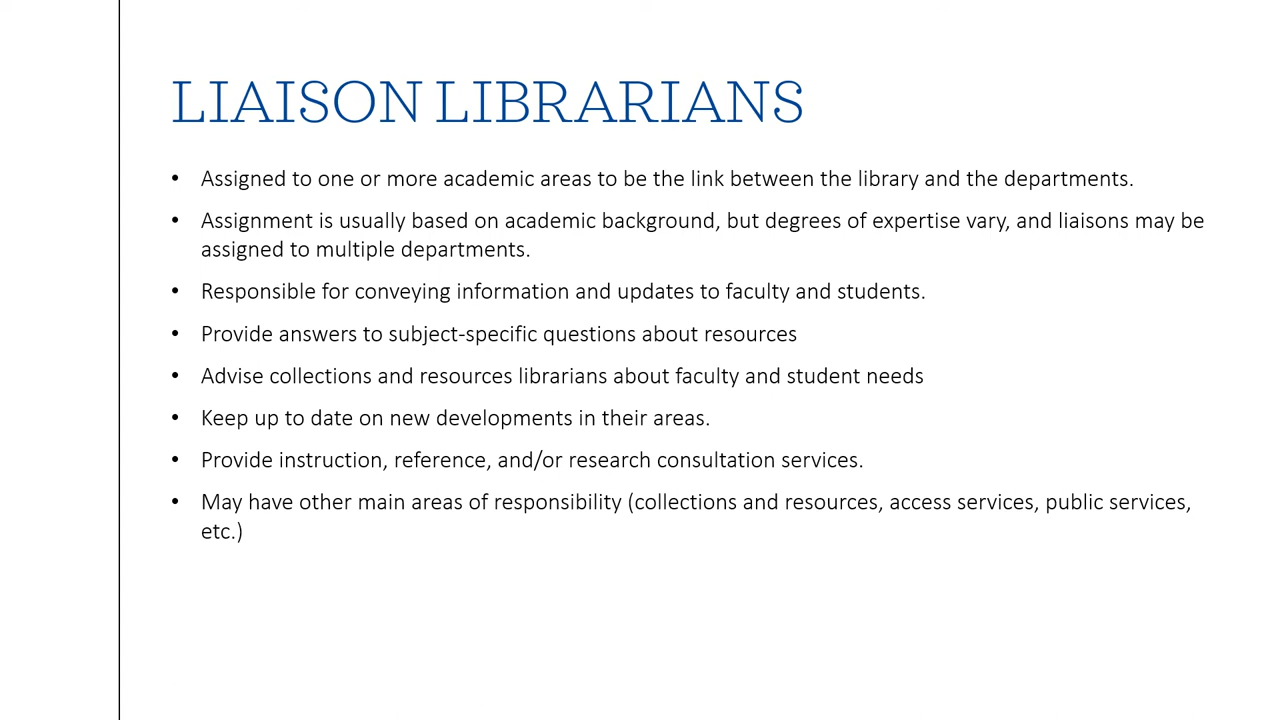 LIAISON LIBRARIANS
• Assigned to one or more academic areas to be the link between the library and the departments.
• Assignment is usually based on academic background, but degrees of expertise vary, and liaisons may be
assigned to multiple departments.
• Responsible for conveying information and updates to faculty and students.
• Provide answers to subject-specific questions about resources
• Advise collections and resources librarians about faculty and student needs
• Keep up to date on new developments in their areas.
• Provide instruction, reference, and/or research consultation services.
• May have other main areas of responsibility (collections and resources, access services, public services,
etc.)